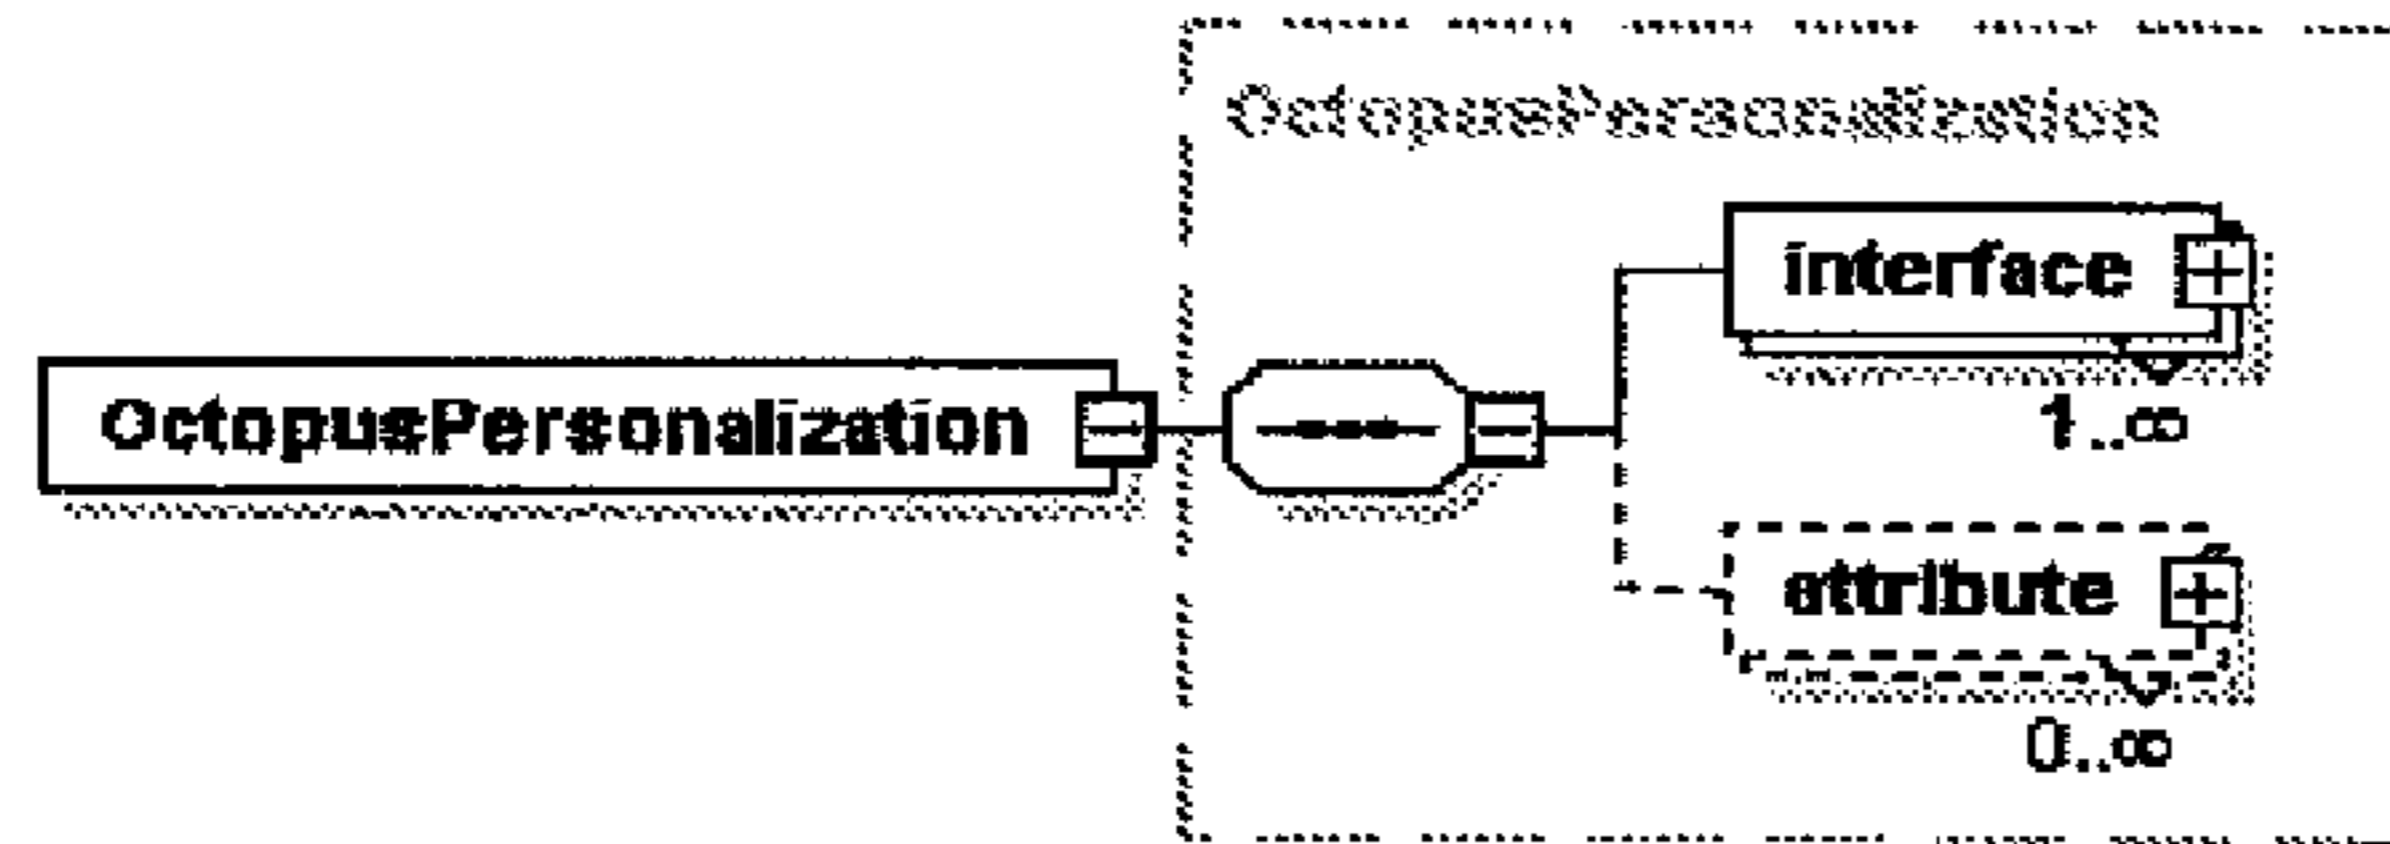 OctopusPersonalization
OctopusPersonalization
interface
1..∞
attribute
0..∞